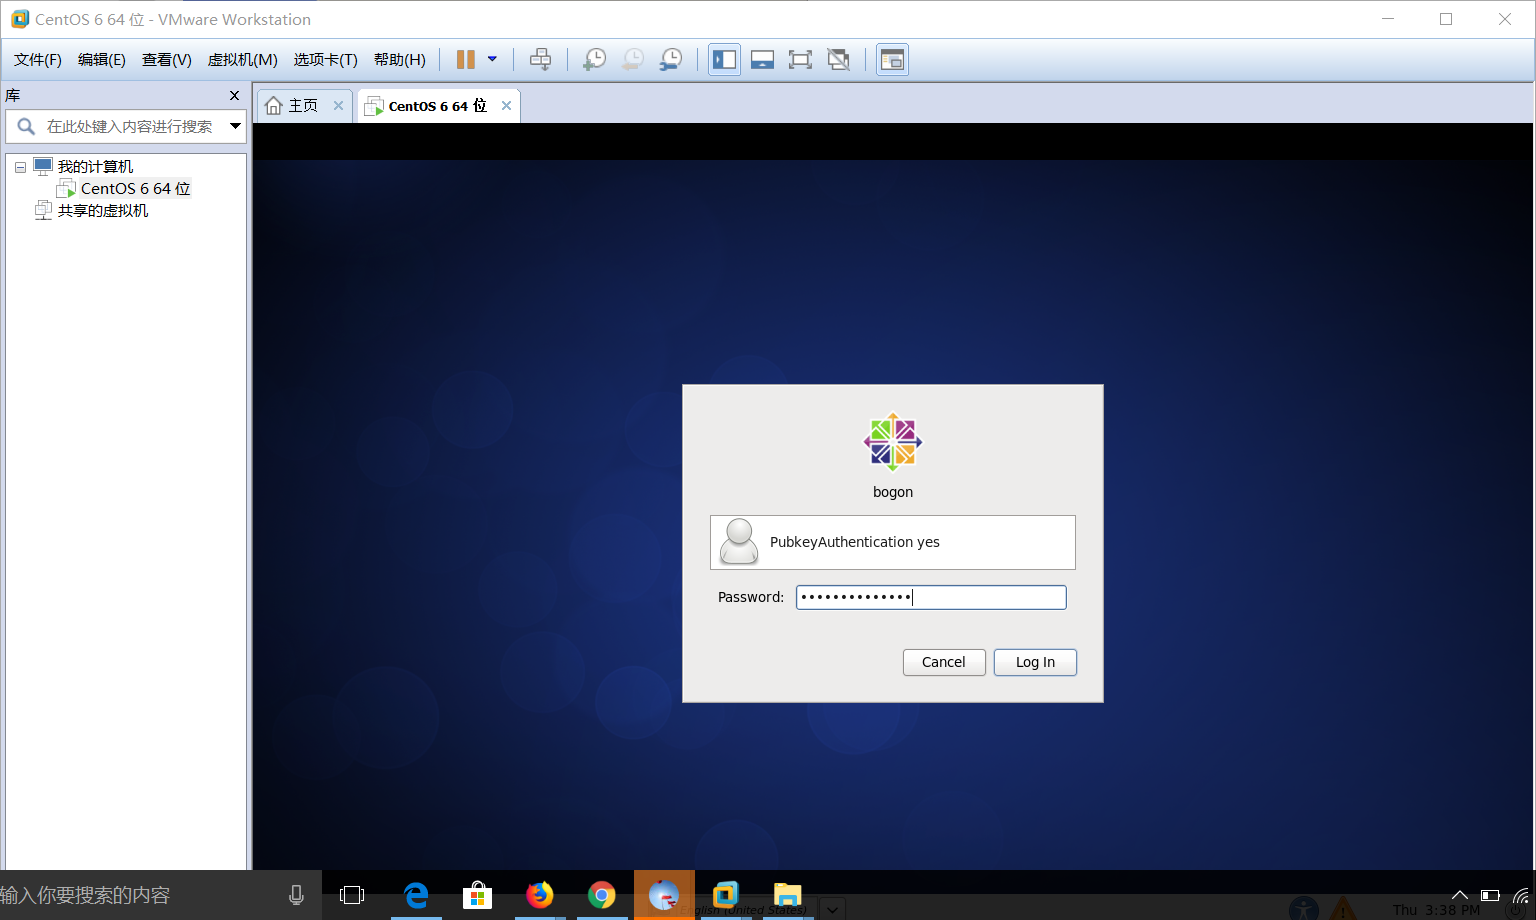 CentOS 6 64 位 - VMware Workstation
文件(F) 编辑(E) 查看(V) 虚拟机(M) 选项卡(T) 帮助(H)
库
在此处键入内容进行搜索
我的计算机
CentOS 6 64 位
共享的虚拟机
主页 CentOS 6 64 位
bogon
PubkeyAuthentication yes
Password: ••••••••••••••
Cancel Log In
输入你要搜索的内容
English (United States)
Thu 3:38 PM